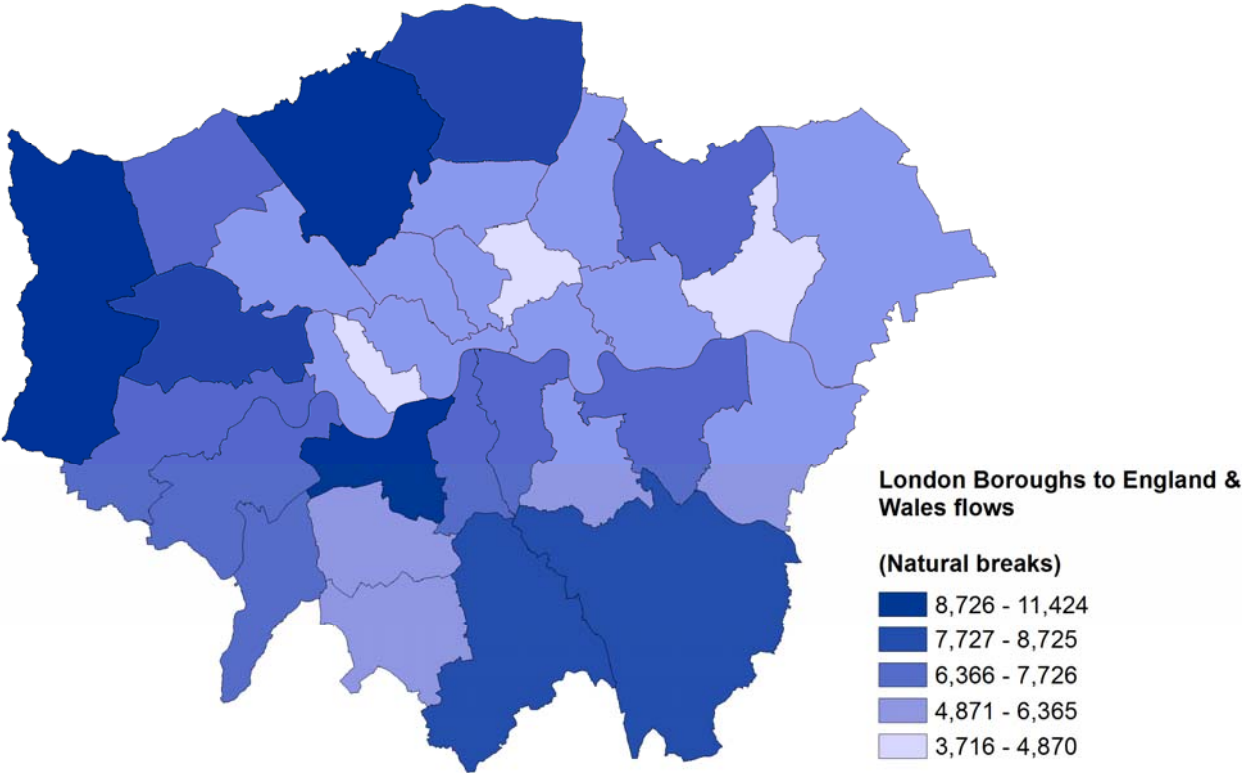 London Boroughs to England &
Wales flows
(Natural breaks)
8,726 - 11,424
7,727 - 8,725
6,366 - 7,726
4,871 - 6,365
3,716 - 4,870